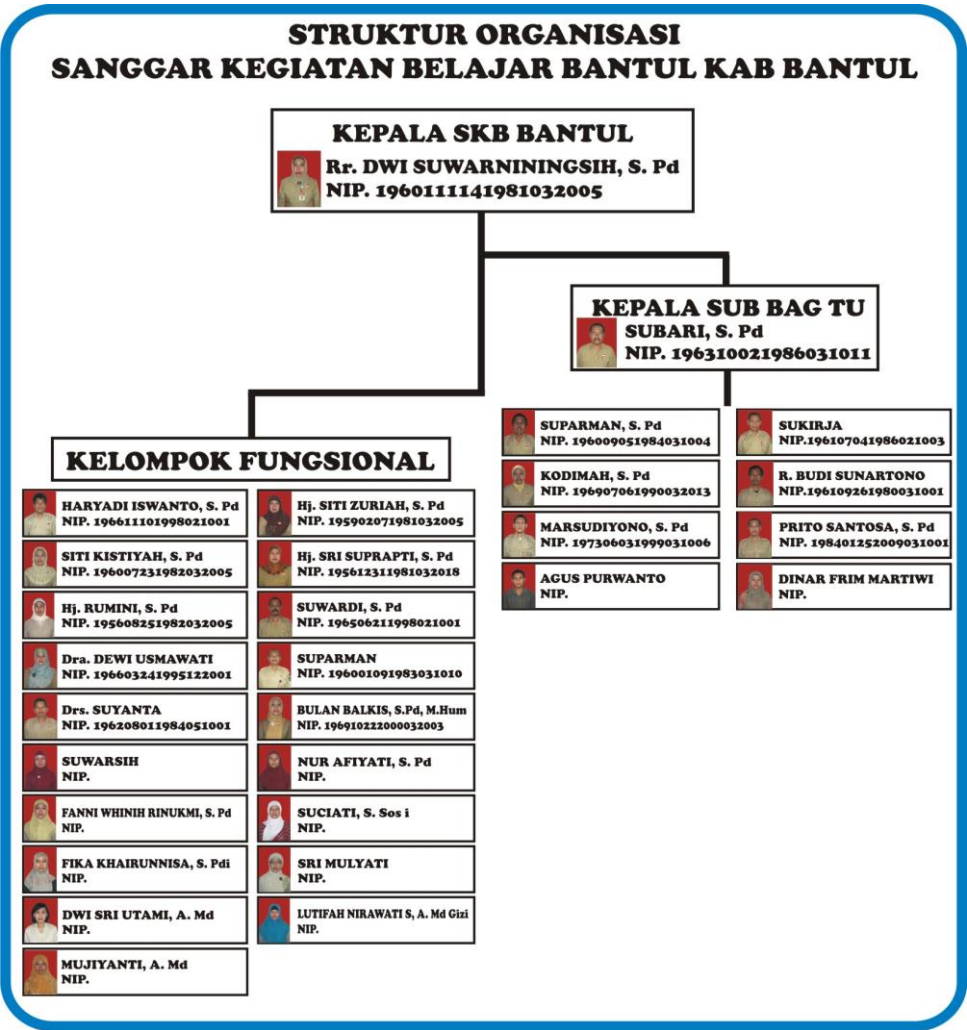 STRUKTUR ORGANISASI
SANGGAR KEGIATAN BELAJAR BANTUL KAB BANTUL
KEPALA SKB BANTUL
Rr. DWI SUWARNININGSIH, S. Pd
NIP. 196011141981032005
KEPALA SUB BAG TU
SUBARI, S. Pd
NIP. 196310021986031011
SUPARMAN, S. Pd
NIP. 196009051984031004
SUKIRJA
NIP.196107041986021003
KODIMAH, S. Pd
NIP. 196907061990032013
R. BUDI SUNARTONO
NIP.196109261980031001
MARSUDIYONO, S. Pd
NIP. 197306031999031006
PRITO SANTOSA, S. Pd
NIP. 198401252009031001
AGUS PURWANTO
NIP.
DINAR FRIM MARTIWI
NIP.
KELOMPOK FUNGSIONAL
HARYADI ISWANTO, S. Pd
NIP. 196611101998021001
Hj. SITI ZURIAH, S. Pd
NIP. 195902071981032005
SITI KISTIYAH, S. Pd
NIP. 196007231982032005
Hj. SRI SUPRAPTI, S. Pd
NIP. 195612311981032018
Hj. RUMINI, S. Pd
NIP. 195608251982032005
SUWARDI, S. Pd
NIP. 196506211998021001
Dra. DEWI USMAWATI
NIP. 196603241995122001
SUPARMAN
NIP. 196001091983031010
Drs. SUYANTA
NIP. 196208011984051001
BULAN BALKIS, S.Pd, M.Hum
NIP. 196910222000032003
SUWARSIH
NIP.
NUR AFIYATI, S. Pd
NIP.
FANNI WHINIH RINUKMI, S. Pd
NIP.
SUCIATI, S. Sos i
NIP.
FIKA KHAIRUNNISA, S. Pdi
NIP.
SRI MULYATI
NIP.
DWI SRI UTAMI, A. Md
NIP.
LUTIFAH NIRAWATI S, A. Md Gizi
NIP.
MUJIYANTI, A. Md
NIP.